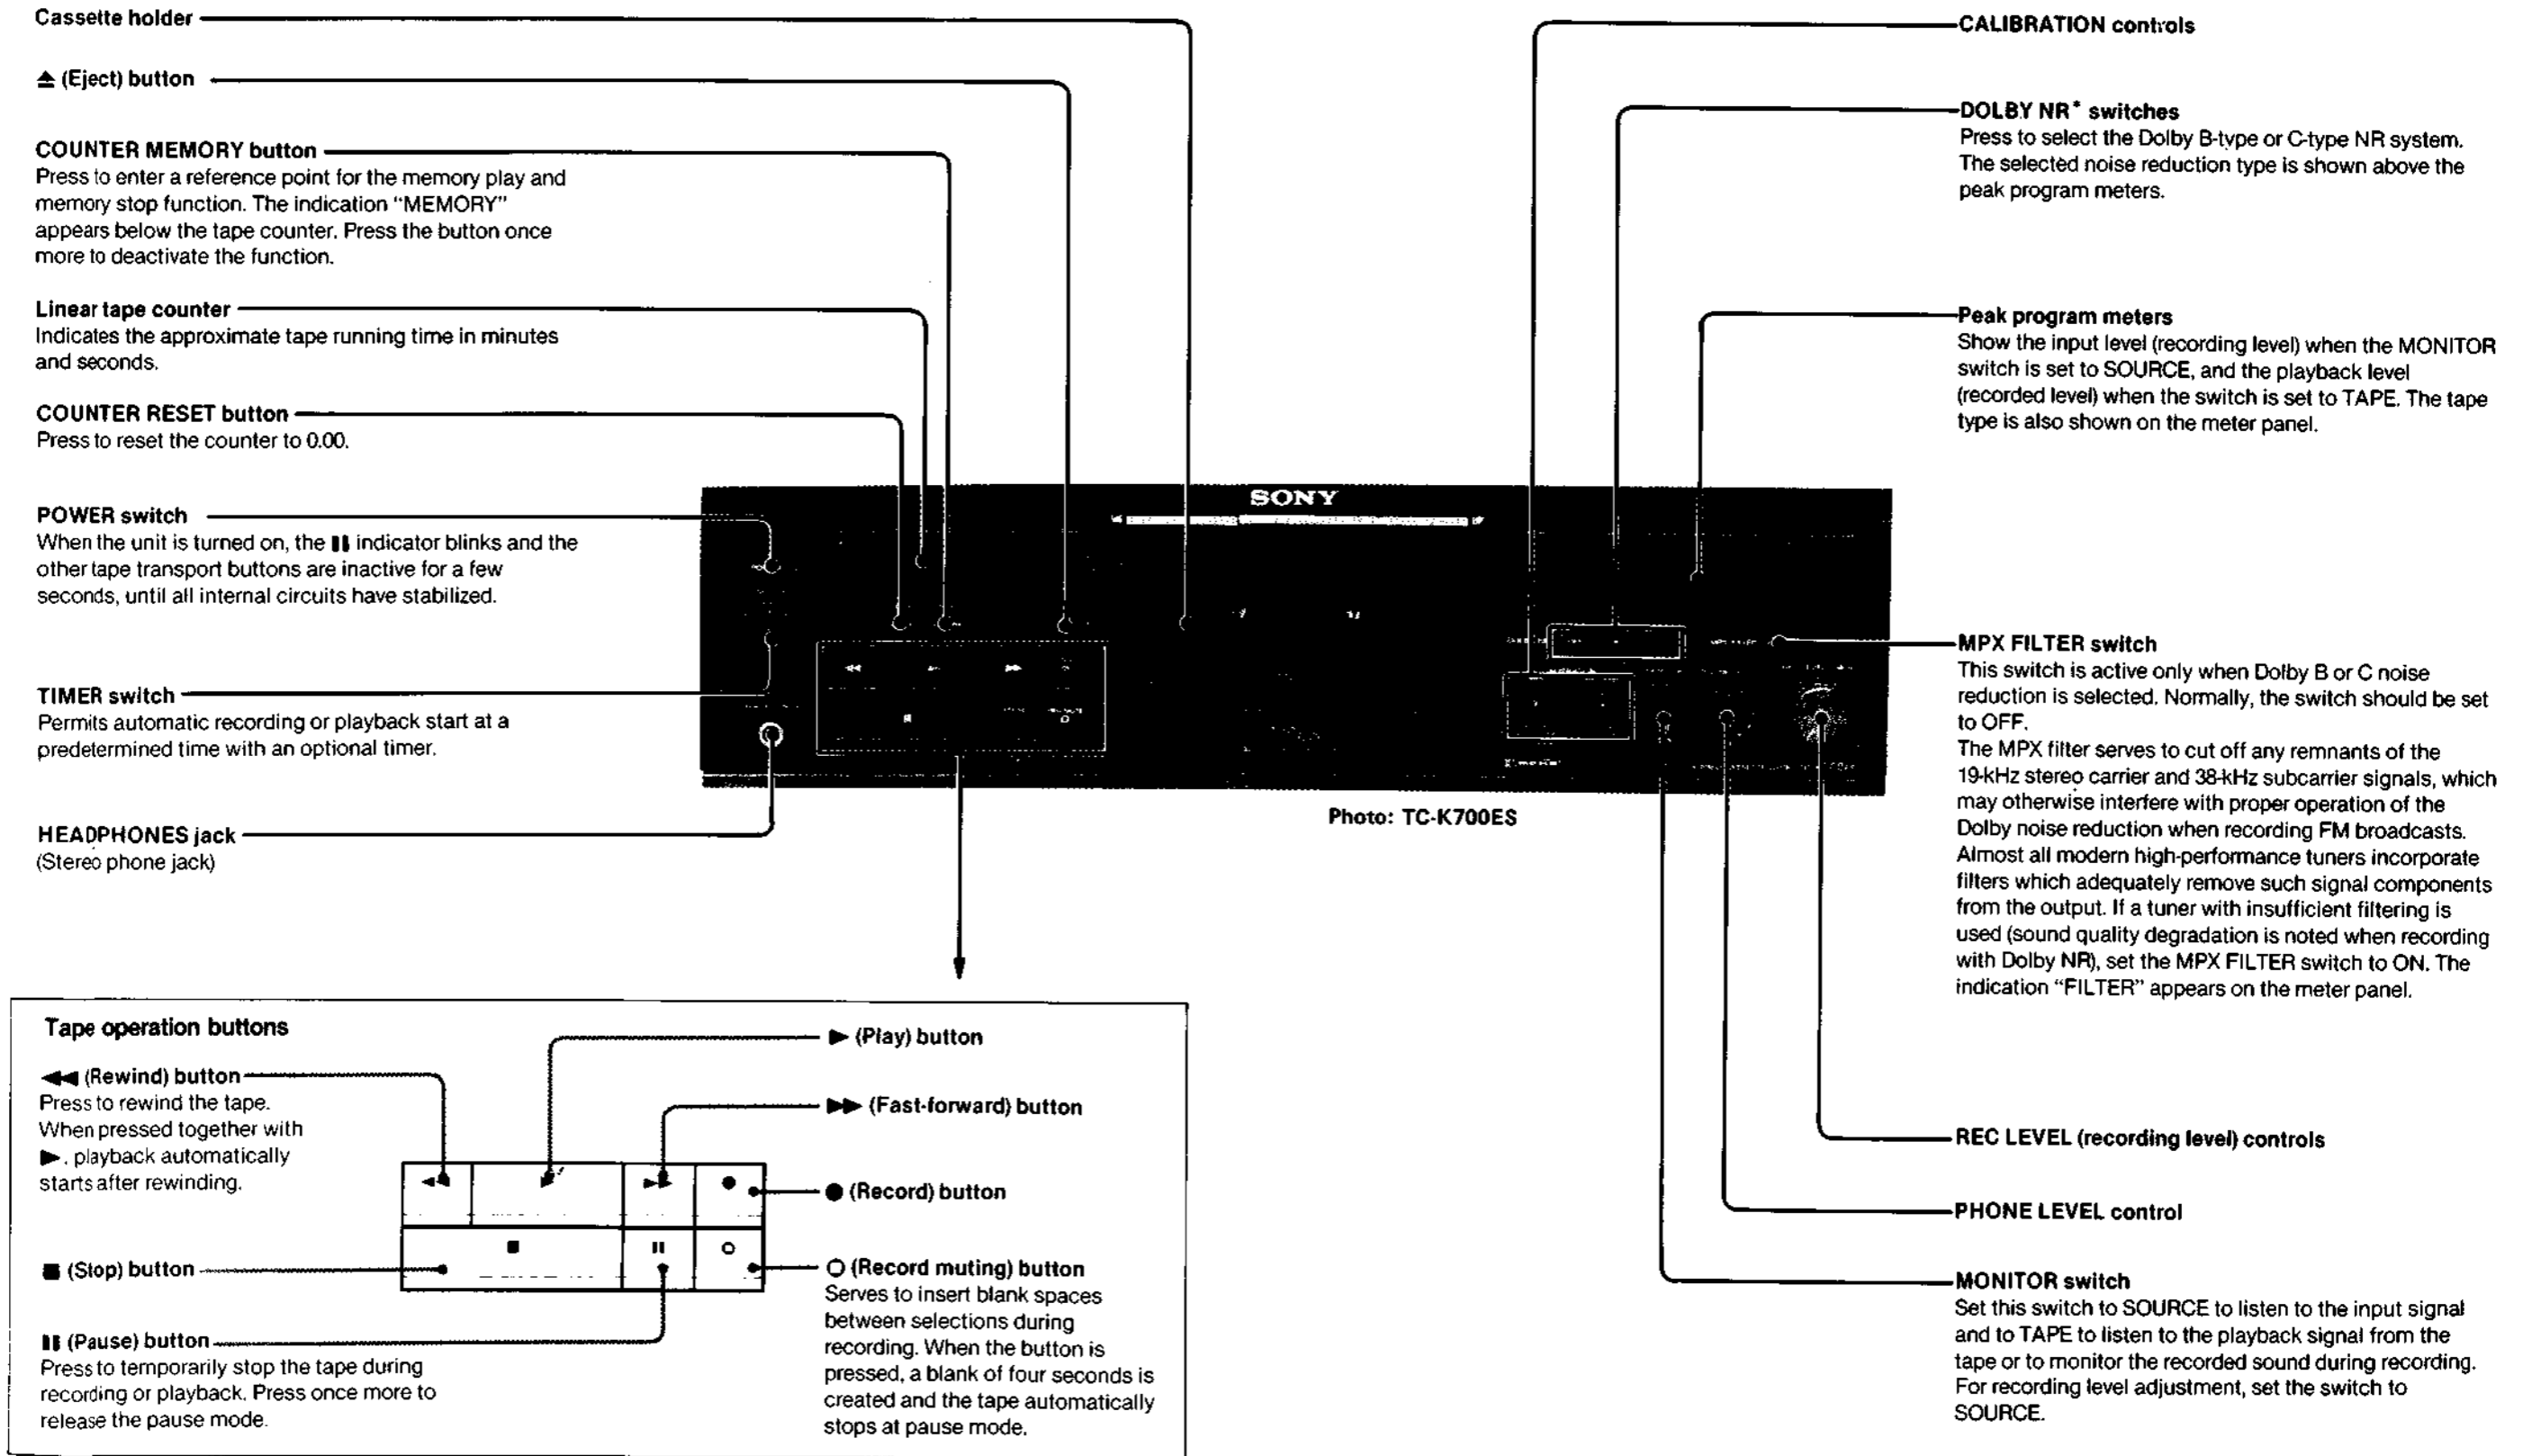 Cassette holder
⏏ (Eject) button
COUNTER MEMORY button
Press to enter a reference point for the memory play and
memory stop function. The indication “MEMORY”
appears below the tape counter. Press the button once
more to deactivate the function.
Linear tape counter
Indicates the approximate tape running time in minutes
and seconds.
COUNTER RESET button
Press to reset the counter to 0.00.
POWER switch
When the unit is turned on, the ▮▮ indicator blinks and the
other tape transport buttons are inactive for a few
seconds, until all internal circuits have stabilized.
TIMER switch
Permits automatic recording or playback start at a
predetermined time with an optional timer.
HEADPHONES jack
(Stereo phone jack)
SONY
Photo: TC-K700ES
CALIBRATION controls
DOLBY NR* switches
Press to select the Dolby B-type or C-type NR system.
The selected noise reduction type is shown above the
peak program meters.
Peak program meters
Show the input level (recording level) when the MONITOR
switch is set to SOURCE, and the playback level
(recorded level) when the switch is set to TAPE. The tape
type is also shown on the meter panel.
MPX FILTER switch
This switch is active only when Dolby B or C noise
reduction is selected. Normally, the switch should be set
to OFF.
The MPX filter serves to cut off any remnants of the
19-kHz stereo carrier and 38-kHz subcarrier signals, which
may otherwise interfere with proper operation of the
Dolby noise reduction when recording FM broadcasts.
Almost all modern high-performance tuners incorporate
filters which adequately remove such signal components
from the output. If a tuner with insufficient filtering is
used (sound quality degradation is noted when recording
with Dolby NR), set the MPX FILTER switch to ON. The
indication “FILTER” appears on the meter panel.
REC LEVEL (recording level) controls
PHONE LEVEL control
MONITOR switch
Set this switch to SOURCE to listen to the input signal
and to TAPE to listen to the playback signal from the
tape or to monitor the recorded sound during recording.
For recording level adjustment, set the switch to
SOURCE.
Tape operation buttons
◀◀ (Rewind) button
Press to rewind the tape.
When pressed together with
▶, playback automatically
starts after rewinding.
■ (Stop) button
▮▮ (Pause) button
Press to temporarily stop the tape during
recording or playback. Press once more to
release the pause mode.
▶ (Play) button
▶▶ (Fast-forward) button
● (Record) button
○ (Record muting) button
Serves to insert blank spaces
between selections during
recording. When the button is
pressed, a blank of four seconds is
created and the tape automatically
stops at pause mode.